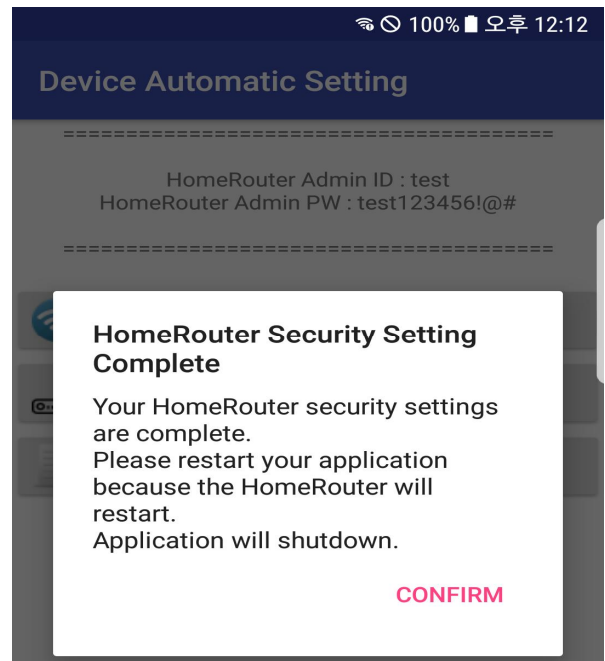 100% 오후 12:12
Device Automatic Setting
=======================================
HomeRouter Admin ID : test
HomeRouter Admin PW : test123456!@#
=======================================
HomeRouter Security Setting
Complete
Your HomeRouter security settings
are complete.
Please restart your application
because the HomeRouter will
restart.
Application will shutdown.
CONFIRM